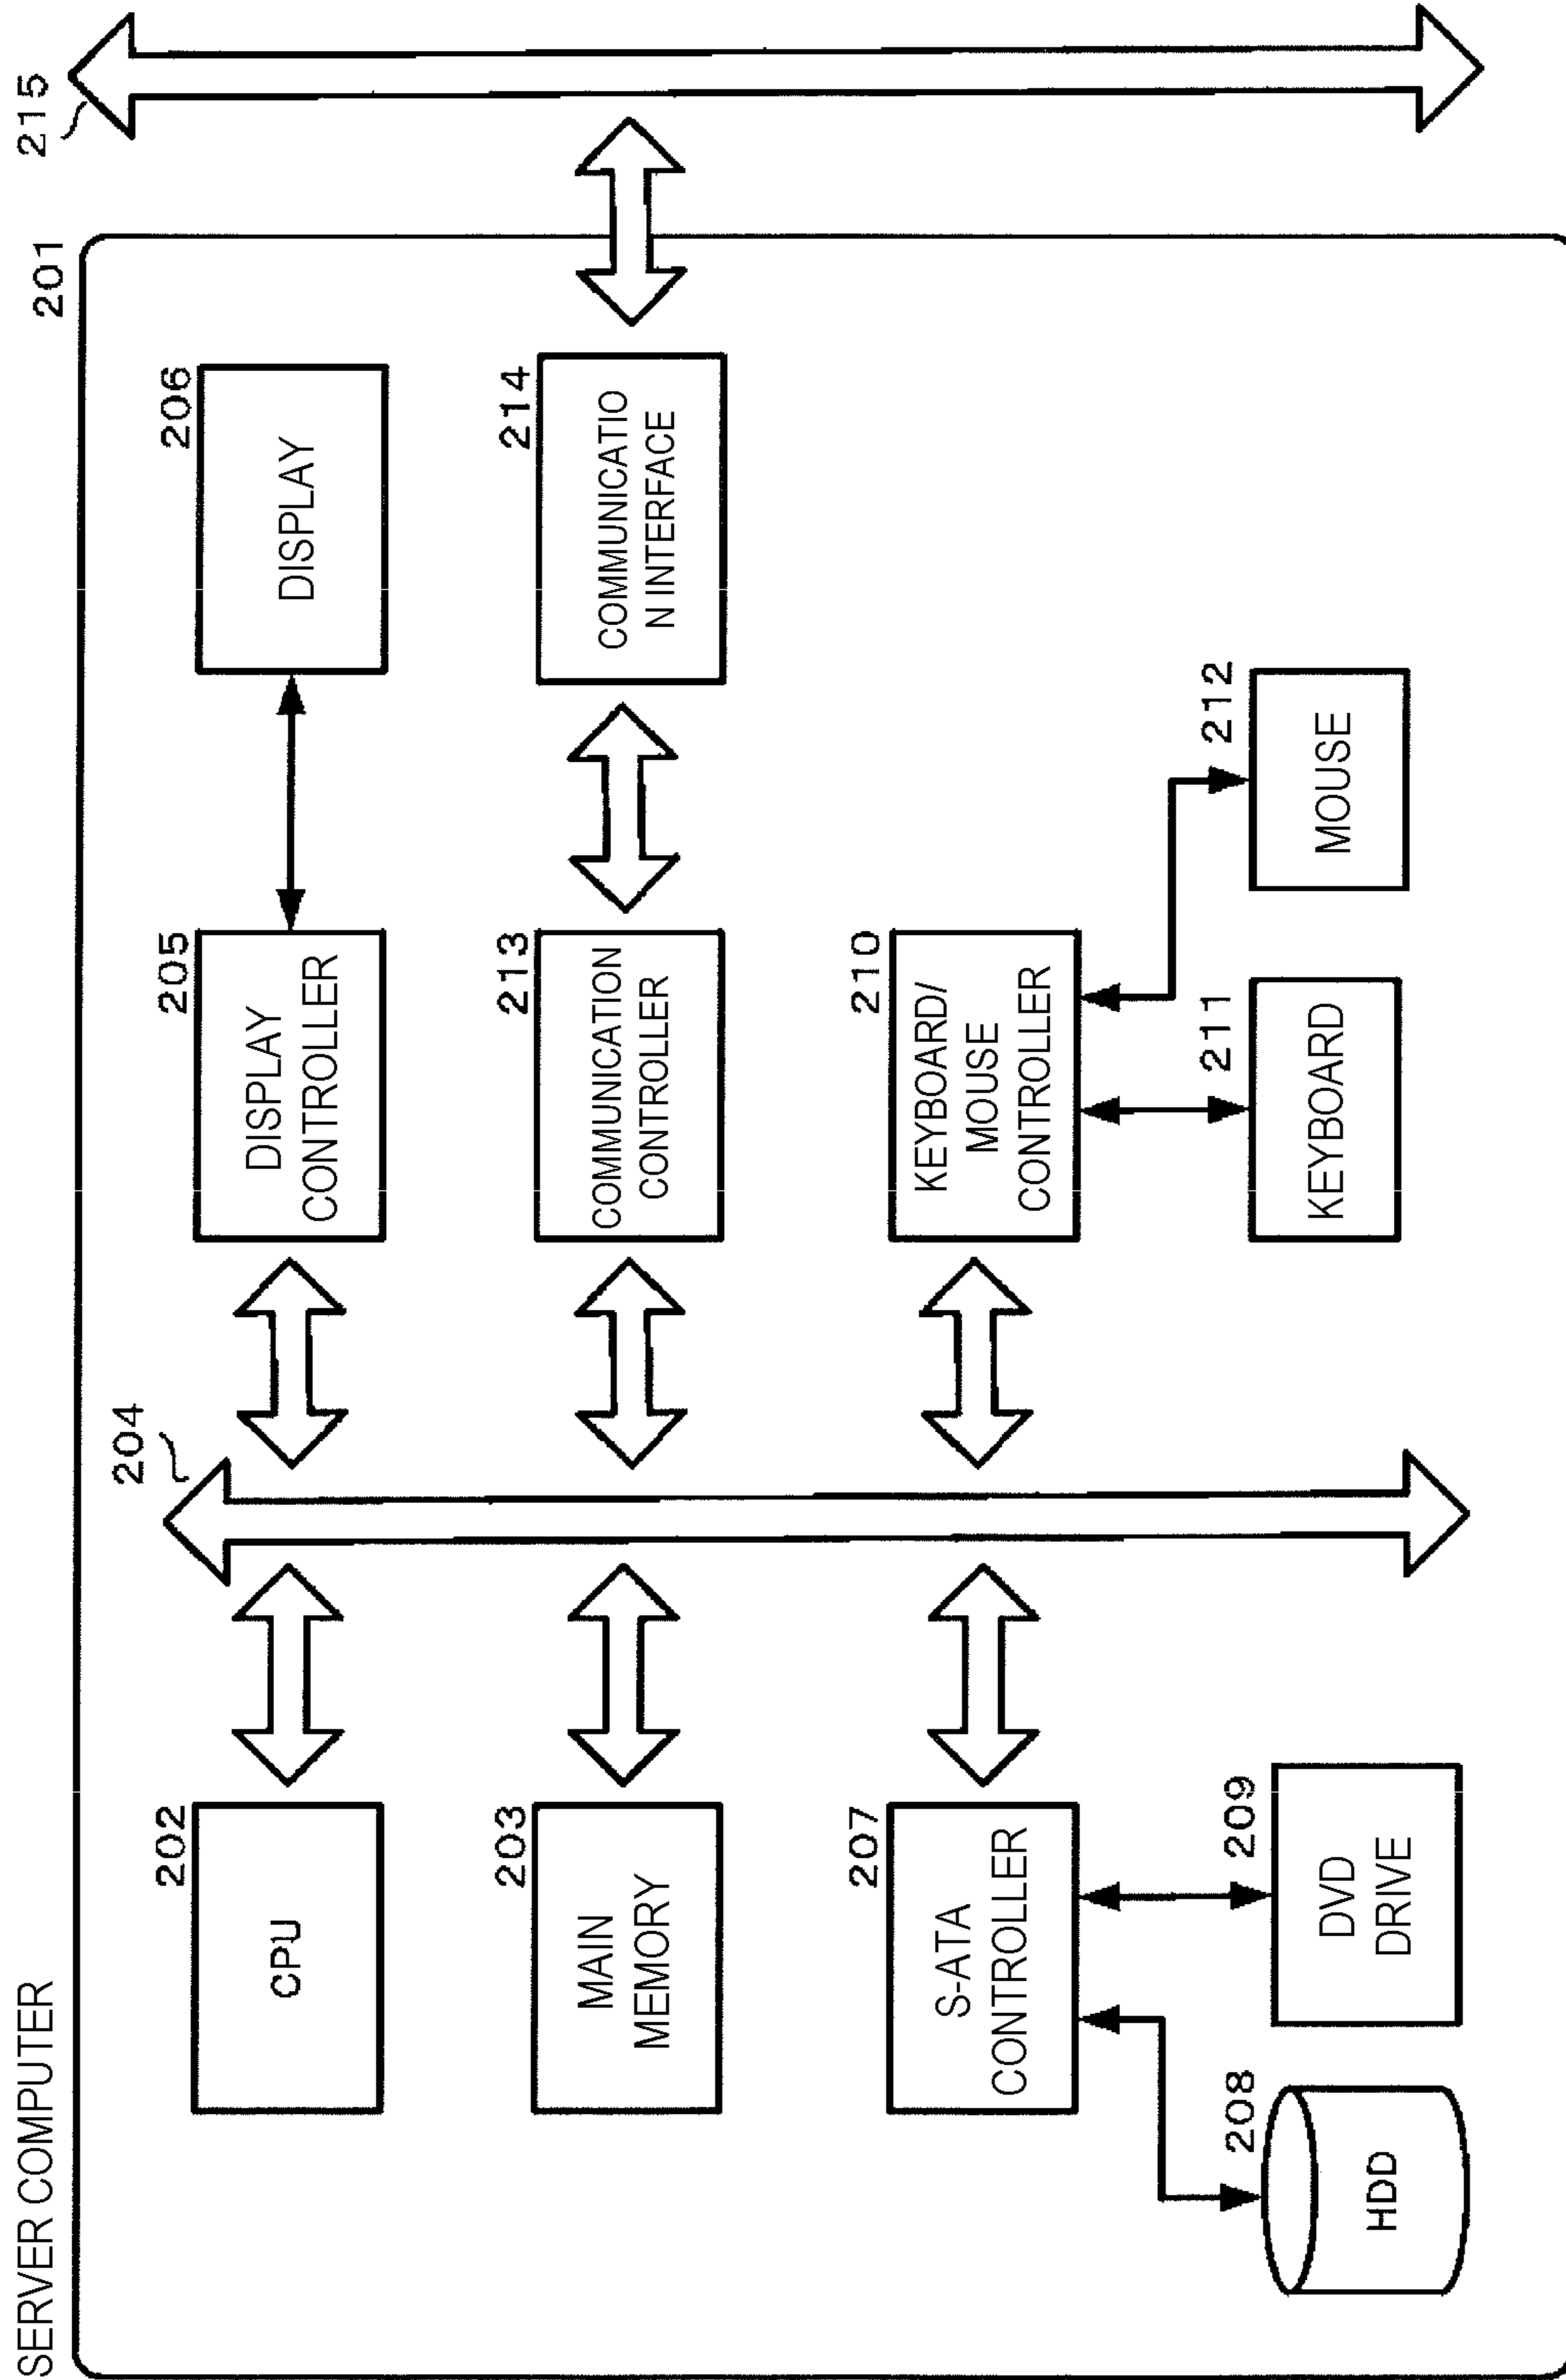 SERVER COMPUTER
201
215
204
202
CPU
205
DISPLAY
CONTROLLER
206
DISPLAY
203
MAIN
MEMORY
213
COMMUNICATION
CONTROLLER
214
COMMUNICATIO
N INTERFACE
207
S-ATA
CONTROLLER
210
KEYBOARD/
MOUSE
CONTROLLER
208
HDD
209
DVD
DRIVE
211
KEYBOARD
212
MOUSE